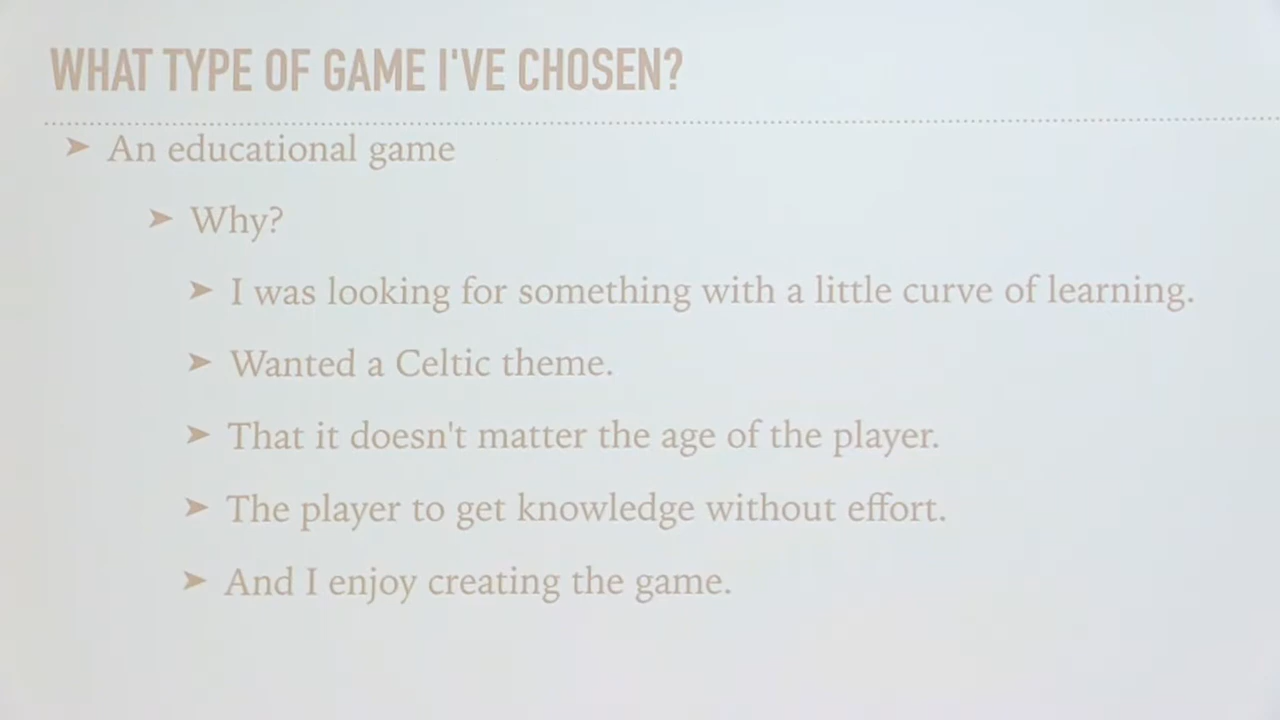 WHAT TYPE OF GAME I'VE CHOSEN?
➤ An educational game
➤ Why?
➤ I was looking for something with a little curve of learning.
➤ Wanted a Celtic theme.
➤ That it doesn't matter the age of the player.
➤ The player to get knowledge without effort.
➤ And I enjoy creating the game.